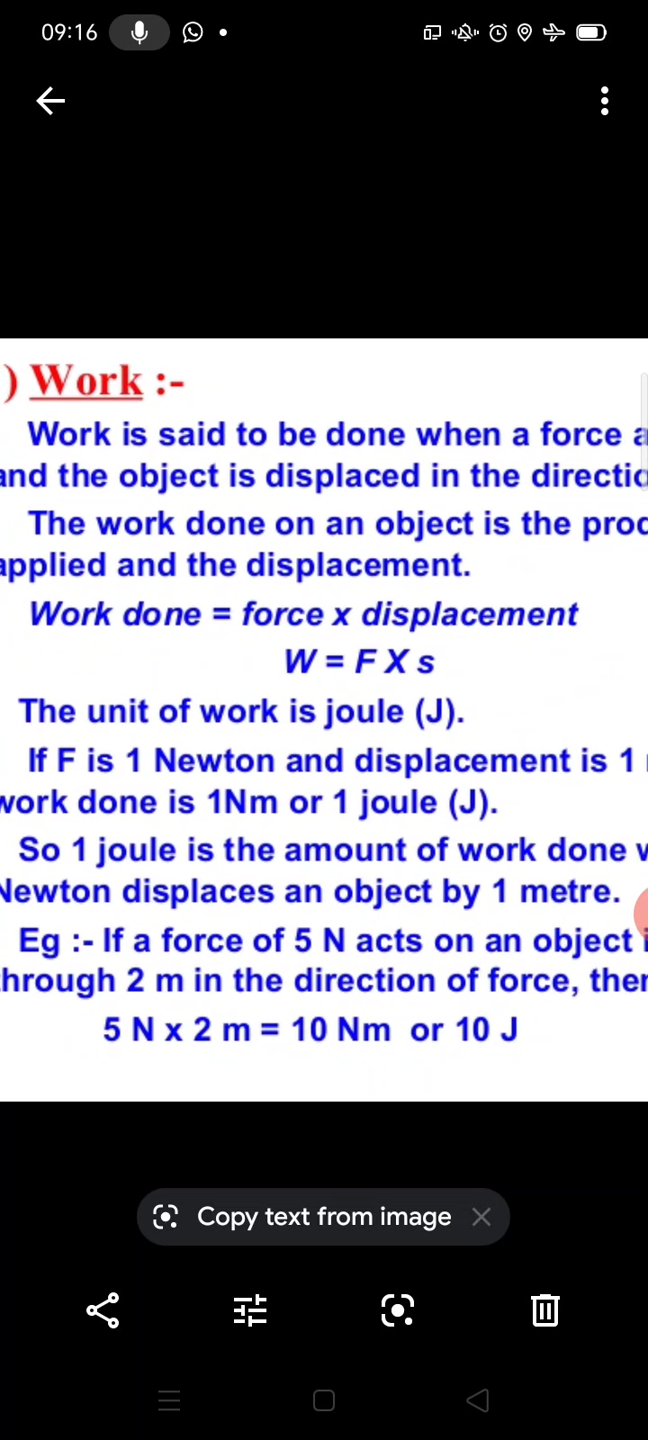 09:16
) Work :-
Work is said to be done when a force a
and the object is displaced in the directio
The work done on an object is the prod
applied and the displacement.
Work done = force x displacement
W = F X s
The unit of work is joule (J).
If F is 1 Newton and displacement is 1
work done is 1Nm or 1 joule (J).
So 1 joule is the amount of work done
Newton displaces an object by 1 metre.
Eg :- If a force of 5 N acts on an object
through 2 m in the direction of force, then
5 N x 2 m = 10 Nm or 10 J
Copy text from image